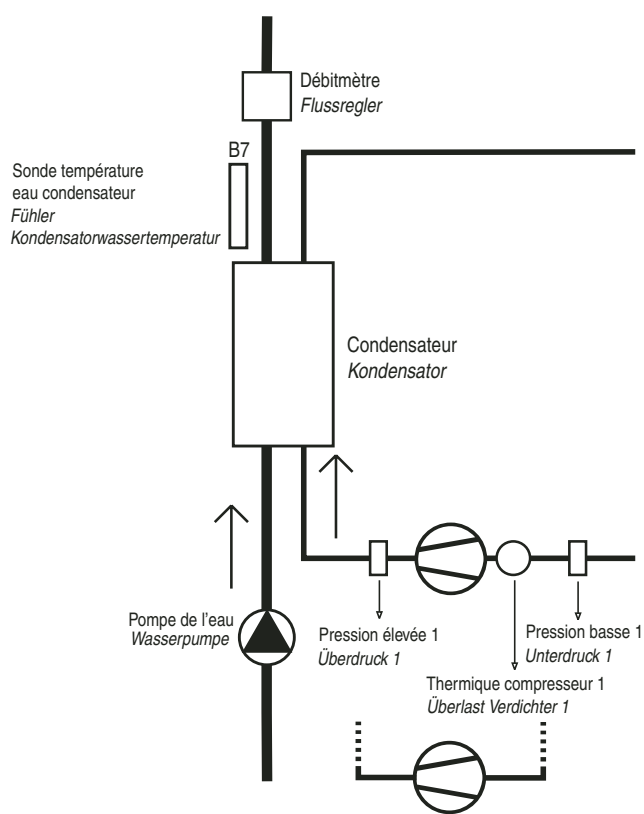 Débitmètre
Flussregler
B7
Sonde température
eau condensateur
Fühler
Kondensatorwassertemperatur
Condensateur
Kondensator
Pompe de l'eau
Wasserpumpe
Pression élevée 1
Überdruck 1
Pression basse 1
Unterdruck 1
Thermique compresseur 1
Überlast Verdichter 1